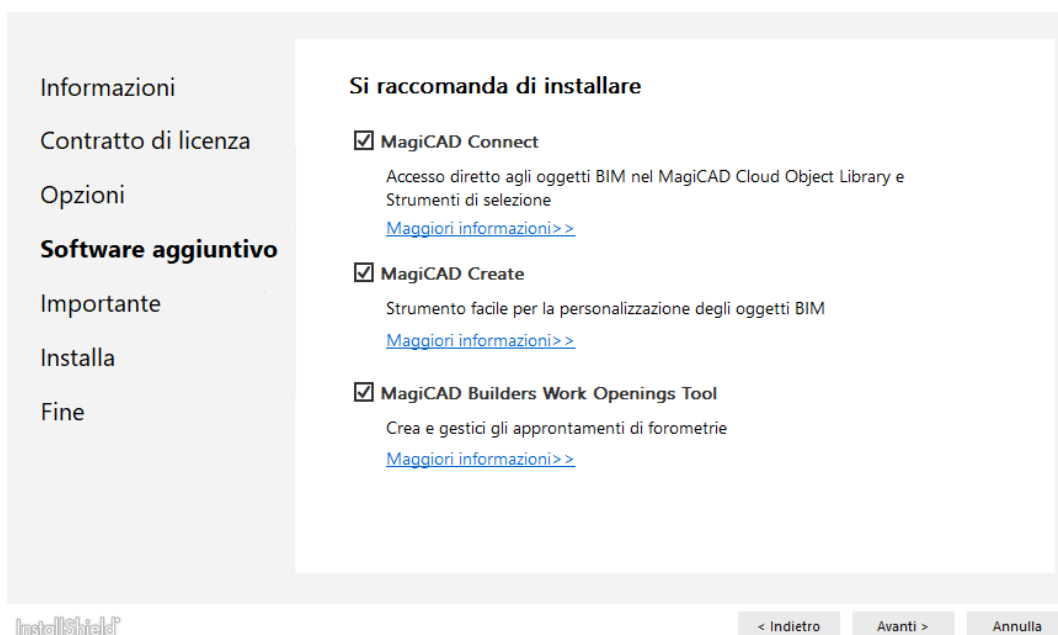 Informazioni
Contratto di licenza
Opzioni
Software aggiuntivo
Importante
Installa
Fine
Si raccomanda di installare
MagiCAD Connect
Accesso diretto agli oggetti BIM nel MagiCAD Cloud Object Library e
Strumenti di selezione
Maggiori informazioni>>
MagiCAD Create
Strumento facile per la personalizzazione degli oggetti BIM
Maggiori informazioni>>
MagiCAD Builders Work Openings Tool
Crea e gestici gli approntamenti di forometrie
Maggiori informazioni>>
InstallShield
< Indietro
Avanti >
Annulla